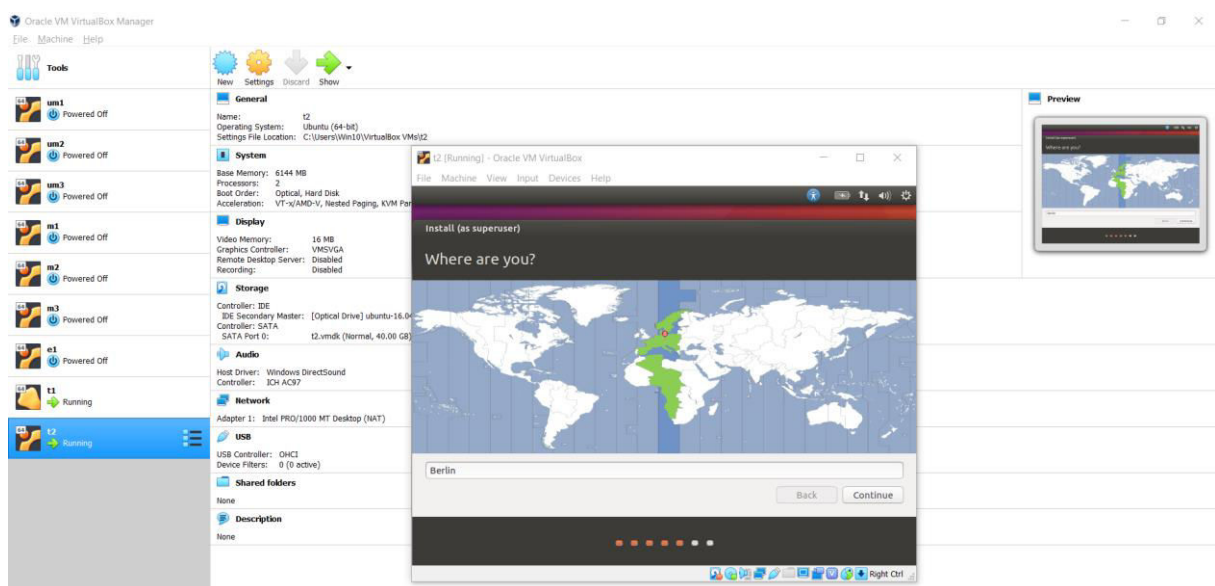 Oracle VM VirtualBox Manager
File Machine Help
Tools
New Settings Discard Show
um1
Powered Off
um2
Powered Off
um3
Powered Off
m1
Powered Off
m2
Powered Off
m3
Powered Off
e1
Powered Off
t1
Running
t2
Running
General
Name: t2
Operating System: Ubuntu (64-bit)
Settings File Location: C:\Users\Win10\VirtualBox VMs\t2
System
Base Memory: 6144 MB
Processors: 2
Boot Order: Optical, Hard Disk
Acceleration: VT-x/AMD-V, Nested Paging, KVM Par
Display
Video Memory: 16 MB
Graphics Controller: VMSVGA
Remote Desktop Server: Disabled
Recording: Disabled
Storage
Controller: IDE
IDE Secondary Master: [Optical Drive] ubuntu-16.04
Controller: SATA
SATA Port 0: t2.vmdk (Normal, 40.00 GB)
Audio
Host Driver: Windows DirectSound
Controller: ICH AC97
Network
Adapter 1: Intel PRO/1000 MT Desktop (NAT)
USB
USB Controller: OHCI
Device Filters: 0 (0 active)
Shared folders
None
Description
None
Preview
Where are you?
t2 [Running] - Oracle VM VirtualBox
File Machine View Input Devices Help
Install (as superuser)
Where are you?
Berlin
Back Continue
Right Ctrl